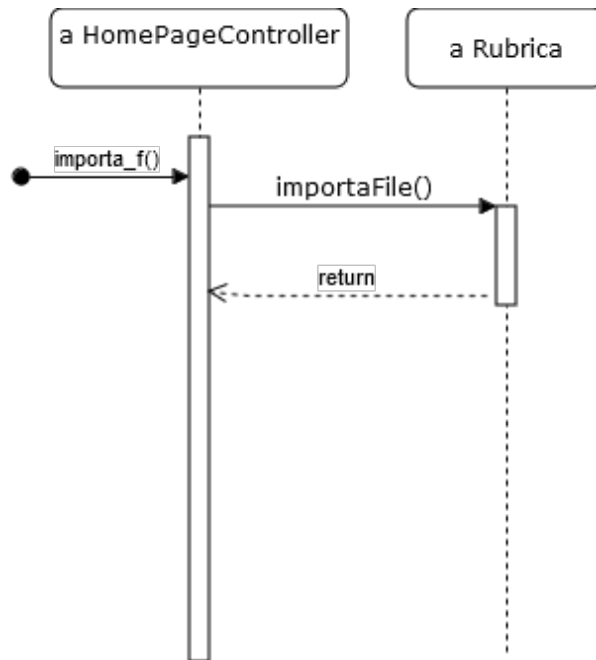 a HomePageController
a Rubrica
importa_f()
importaFile()
return